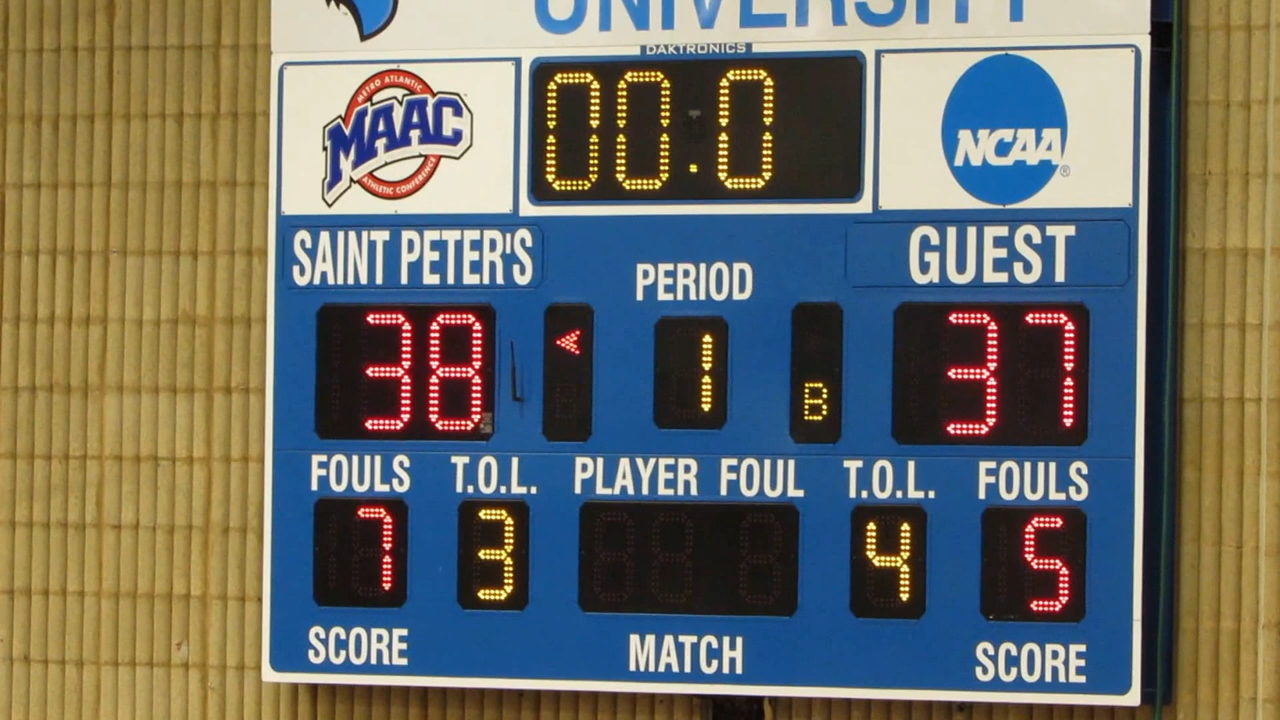 UNIVERSITY
DAKTRONICS
METRO ATLANTIC
MAAC
ATHLETIC CONFERENCE
00.0
NCAA®
SAINT PETER'S
PERIOD
GUEST
38
1
B
37
FOULS
T.O.L.
PLAYER FOUL
T.O.L.
FOULS
7
3
4
5
SCORE
MATCH
SCORE